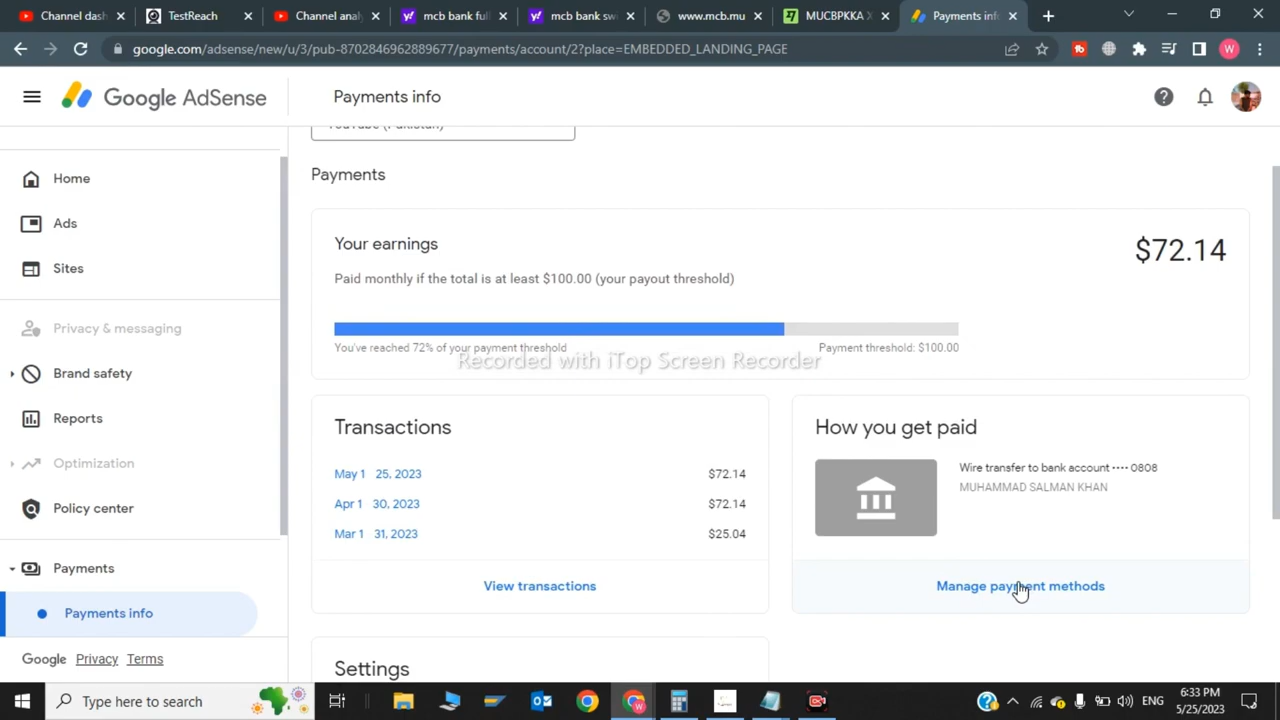 Channel dash
TestReach
Channel anal
mcb bank full
mcb bank swi
www.mcb.mu
MUCBPKKA X
Payments info
google.com/adsense/new/u/3/pub-8702846962889677/payments/account/2?place=EMBEDDED_LANDING_PAGE
W
Google AdSense
Payments info
YouTube (Pakistan)
Home
Ads
Sites
Privacy & messaging
Brand safety
Reports
Optimization
Policy center
Payments
Payments info
Google Privacy Terms
Payments
Your earnings
$72.14
Paid monthly if the total is at least $100.00 (your payout threshold)
You've reached 72% of your payment threshold
Payment threshold: $100.00
Recorded with iTop Screen Recorder
Transactions
May 1 25, 2023 $72.14
Apr 1 30, 2023 $72.14
Mar 1 31, 2023 $25.04
View transactions
How you get paid
Wire transfer to bank account •••• 0808
MUHAMMAD SALMAN KHAN
Manage payment methods
Settings
Type here to search
ENG
6:33 PM
5/25/2023